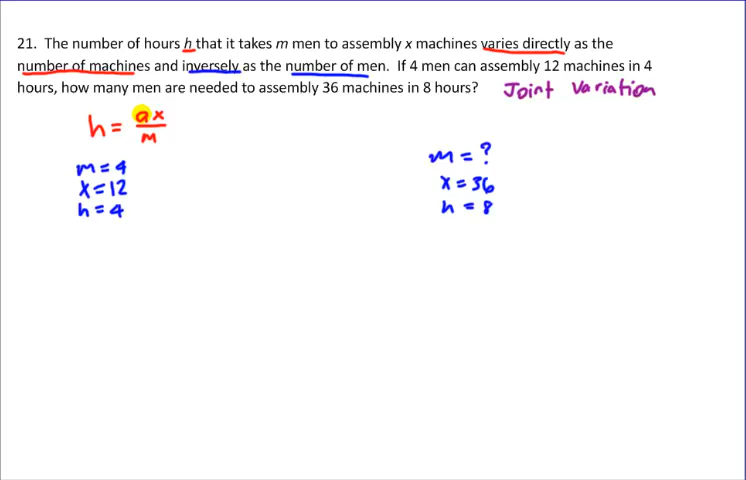 21. The number of hours h that it takes m men to assembly x machines varies directly as the
number of machines and inversely as the number of men. If 4 men can assembly 12 machines in 4
hours, how many men are needed to assembly 36 machines in 8 hours? Joint Variation
h = ax/m
m = 4
x = 12
h = 4
m = ?
x = 36
h = 8